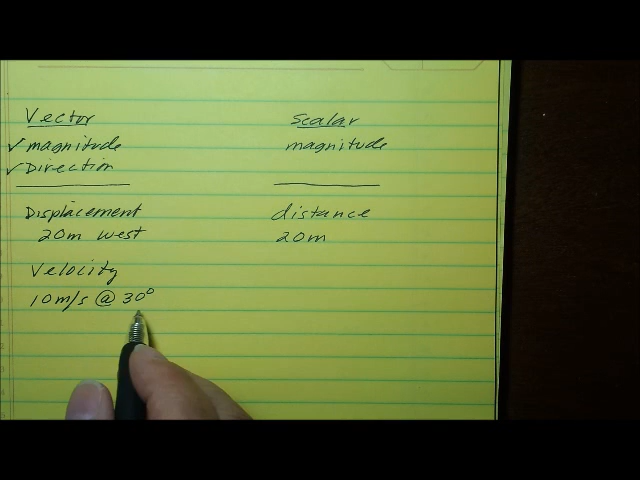 Vector
✓ magnitude
✓ Direction
Displacement
20m west
Velocity
10m/s @ 30°
Scalar
magnitude
distance
20m